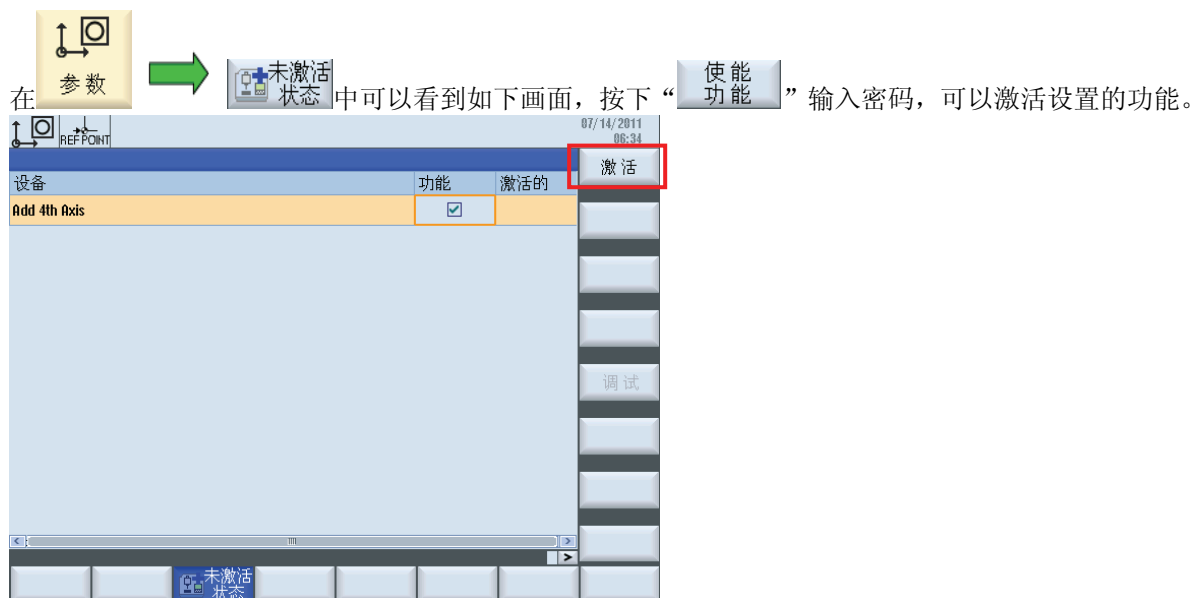 在 参数 未激活状态 中可以看到如下画面，按下“使能功能”输入密码，可以激活设置的功能。
REFPOINT
07/14/2011
06:34
激活
设备 功能 激活的
Add 4th Axis
调试
未激活
状态